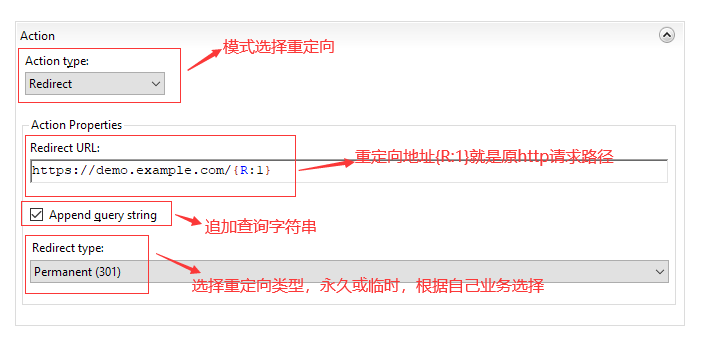 Action
模式选择重定向
Action type:
Redirect
Action Properties
Redirect URL:
重定向地址{R:1}就是原http请求路径
https://demo.example.com/{R:1}
Append query string
追加查询字符串
Redirect type:
Permanent (301)
选择重定向类型，永久或临时，根据自己业务选择